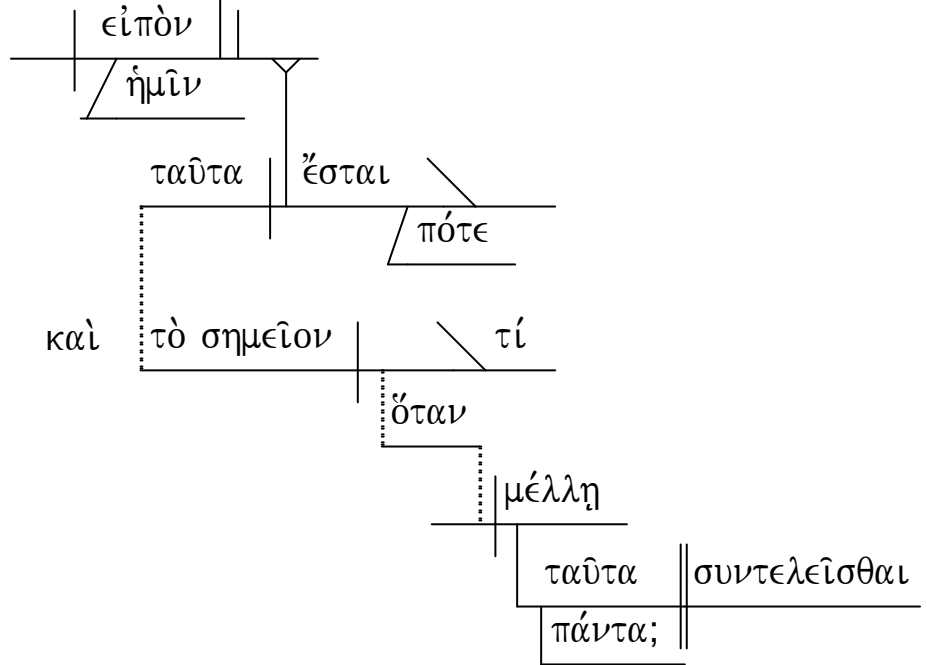 εἰπὸν
ἡμῖν
ταῦτα ἔσται
πότε
καὶ τὸ σημεῖον τί
ὅταν
μέλλῃ
ταῦτα συντελεῖσθαι
πάντα;